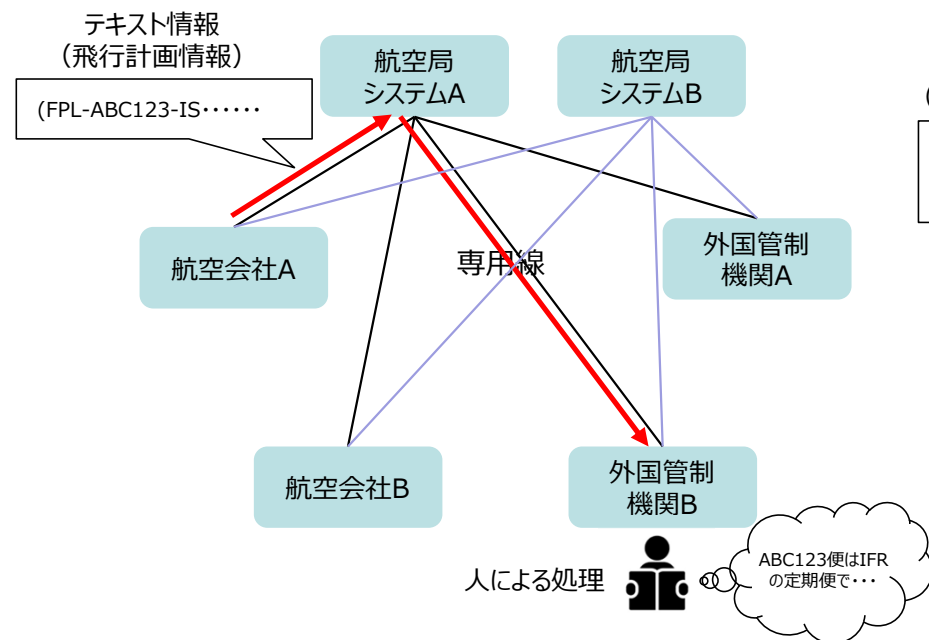 テキスト情報
（飛行計画情報）
(FPL-ABC123-IS・・・・・・
航空局
システムA
航空局
システムB
(
航空会社A
専用線
外国管制
機関A
航空会社B
外国管制
機関B
人による処理
ABC123便はIFR
の定期便で・・・